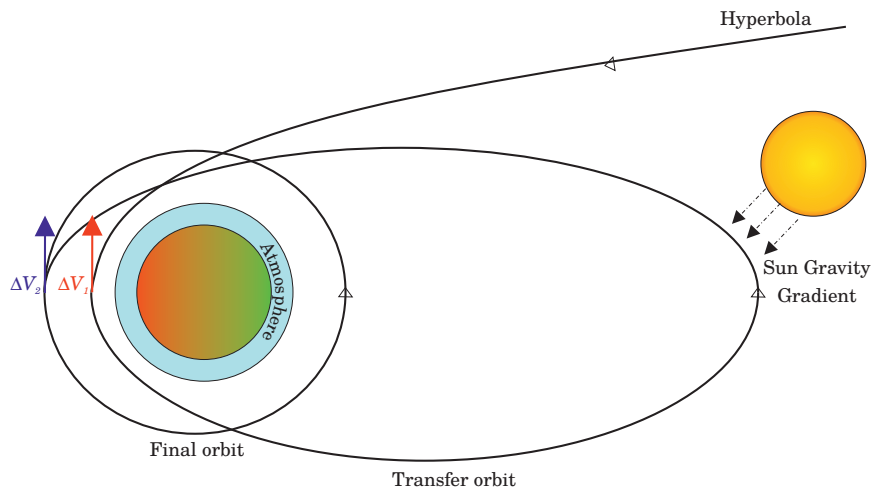 Hyperbola
Atmosphere
ΔV₂
ΔV₁
Sun Gravity
Gradient
Final orbit
Transfer orbit